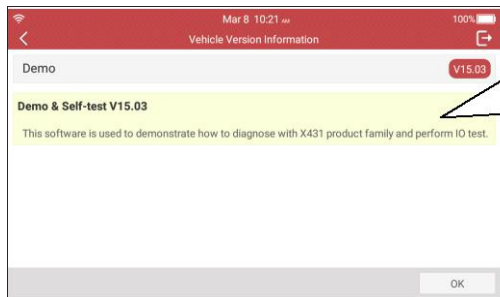 Mar 8 10:21 AM
100%
Vehicle Version Information
Demo
V15.03
Demo & Self-test V15.03
This software is used to demonstrate how to diagnose with X431 product family and perform IO test.
OK